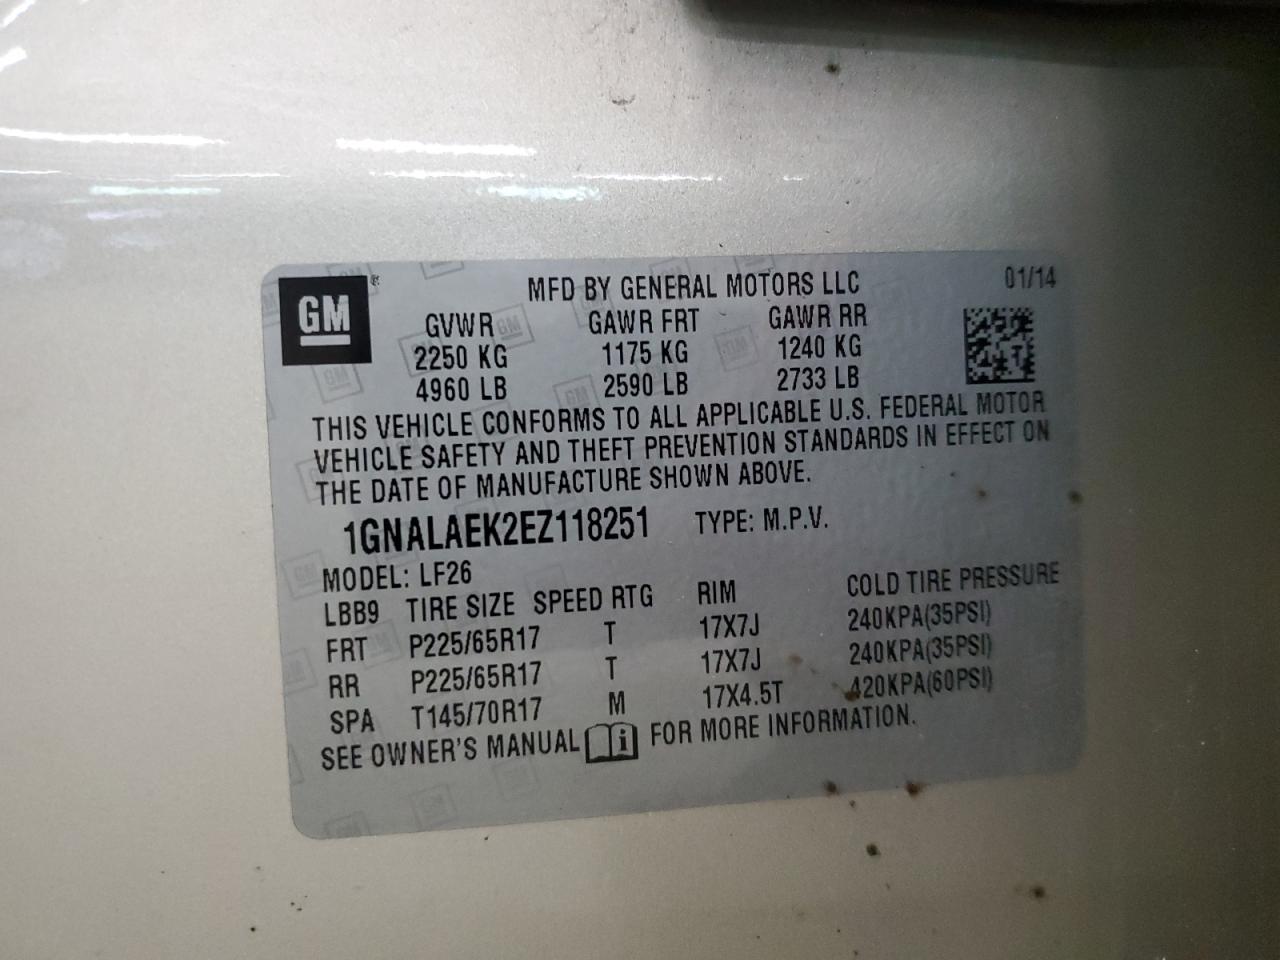 GM
MFD BY GENERAL MOTORS LLC 01/14
GVWR GAWR FRT GAWR RR
2250 KG 1175 KG 1240 KG
4960 LB 2590 LB 2733 LB
THIS VEHICLE CONFORMS TO ALL APPLICABLE U.S. FEDERAL MOTOR
VEHICLE SAFETY AND THEFT PREVENTION STANDARDS IN EFFECT ON
THE DATE OF MANUFACTURE SHOWN ABOVE.
1GNALAEK2EZ118251 TYPE: M.P.V.
MODEL: LF26
LBB9 TIRE SIZE SPEED RTG RIM COLD TIRE PRESSURE
FRT P225/65R17 T 17X7J 240KPA(35PSI)
RR P225/65R17 T 17X7J 240KPA(35PSI)
SPA T145/70R17 M 17X4.5T 420KPA(60PSI)
SEE OWNER'S MANUAL i FOR MORE INFORMATION.